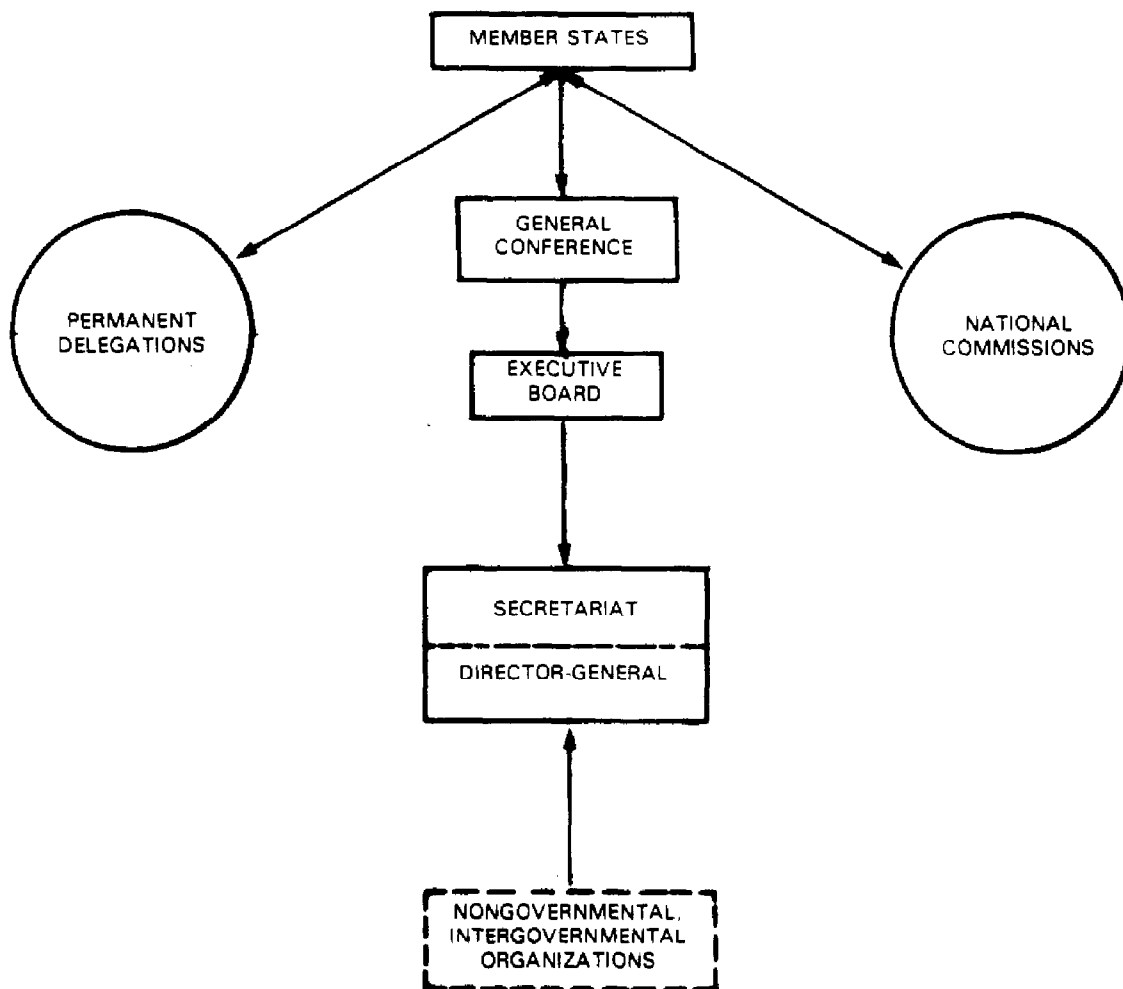 MEMBER STATES
GENERAL
CONFERENCE
PERMANENT
DELEGATIONS
NATIONAL
COMMISSIONS
EXECUTIVE
BOARD
SECRETARIAT
DIRECTOR-GENERAL
NONGOVERNMENTAL,
INTERGOVERNMENTAL
ORGANIZATIONS